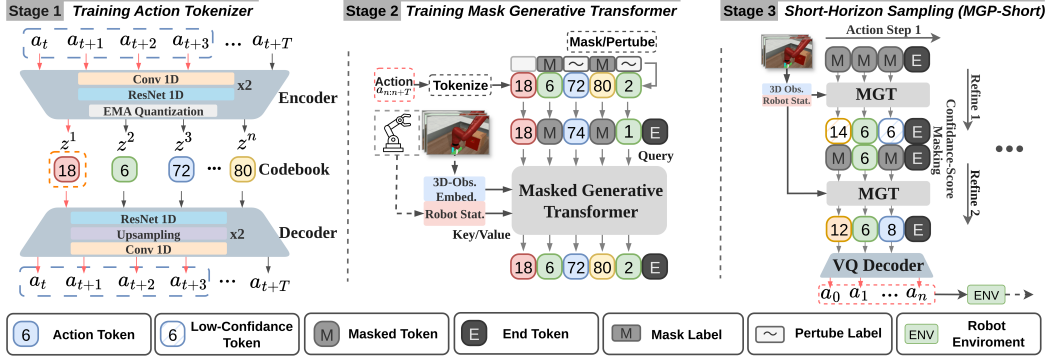 Stage 1 Training Action Tokenizer
a_t a_{t+1} a_{t+2} a_{t+3} ... a_{t+T}
Conv 1D
ResNet 1D
x2
EMA Quantization
Encoder
z^1 z^2 z^3 z^n
18 6 72 ... 80
Codebook
ResNet 1D
Upsampling
x2
Conv 1D
Decoder
a_t a_{t+1} a_{t+2} a_{t+3} ... a_{t+T}
Stage 2 Training Mask Generative Transformer
Mask/Pertube
M ~ M ~
Action
a_{n:n+T}
Tokenize
18 6 72 80 2
18 M 74 M 1 E
Query
3D-Obs.
Embed.
Robot Stat.
Key/Value
Masked Generative
Transformer
18 6 72 80 2 E
Stage 3 Short-Horizon Sampling (MGP-Short)
Action Step 1
M M M E
3D Obs.
Robot Stat.
MGT
Refine 1
14 6 6 E
Confidance-Score
Masking
M 6 M E
...
MGT
Refine 2
12 6 8 E
VQ Decoder
a_0 a_1 ... a_n
ENV
6 Action Token
6 Low-Confidance
Token
M Masked Token
E End Token
M Mask Label
~ Pertube Label
ENV Robot
Enviroment